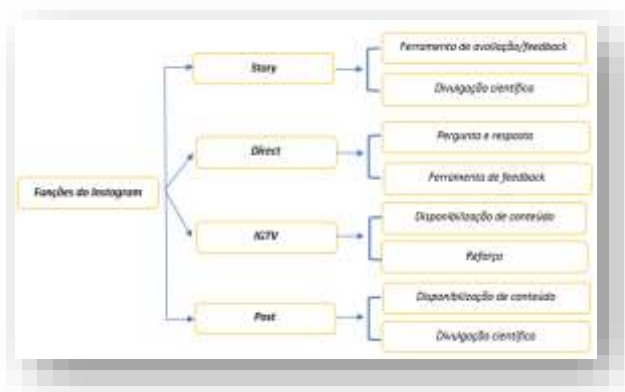 Funções do Instagram
Story
Ferramenta de avaliação/feedback
Divulgação científica
Direct
Pergunta e resposta
Ferramenta de feedback
IGTV
Disponibilização de conteúdo
Reforço
Post
Disponibilização de conteúdo
Divulgação científica